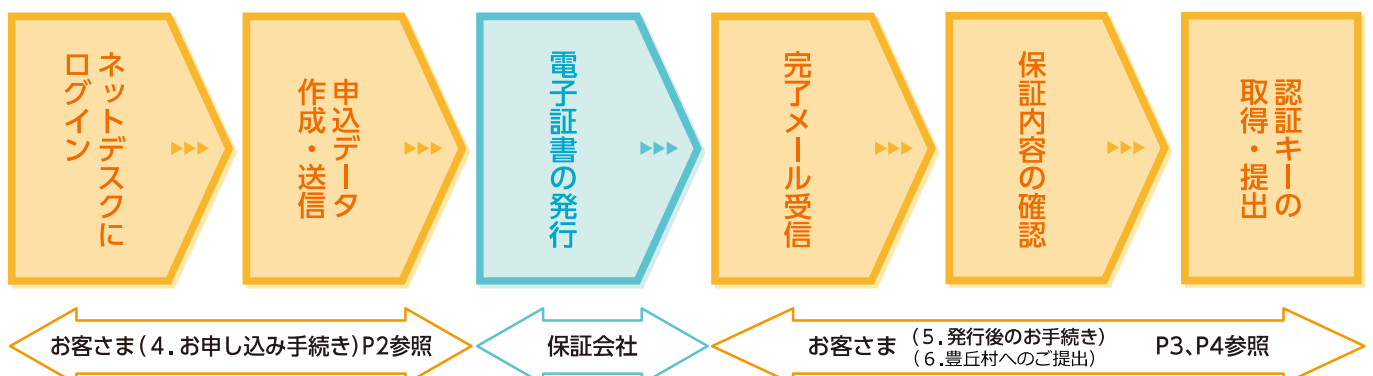 ネットデスクに
ログイン
申込データ
作成・送信
電子証書の発行
完了メール受信
保証内容の確認
認証キーの
取得・提出
お客さま(4.お申し込み手続き)P2参照
保証会社
お客さま
(5.発行後のお手続き)
(6.豊丘村へのご提出)
P3、P4参照